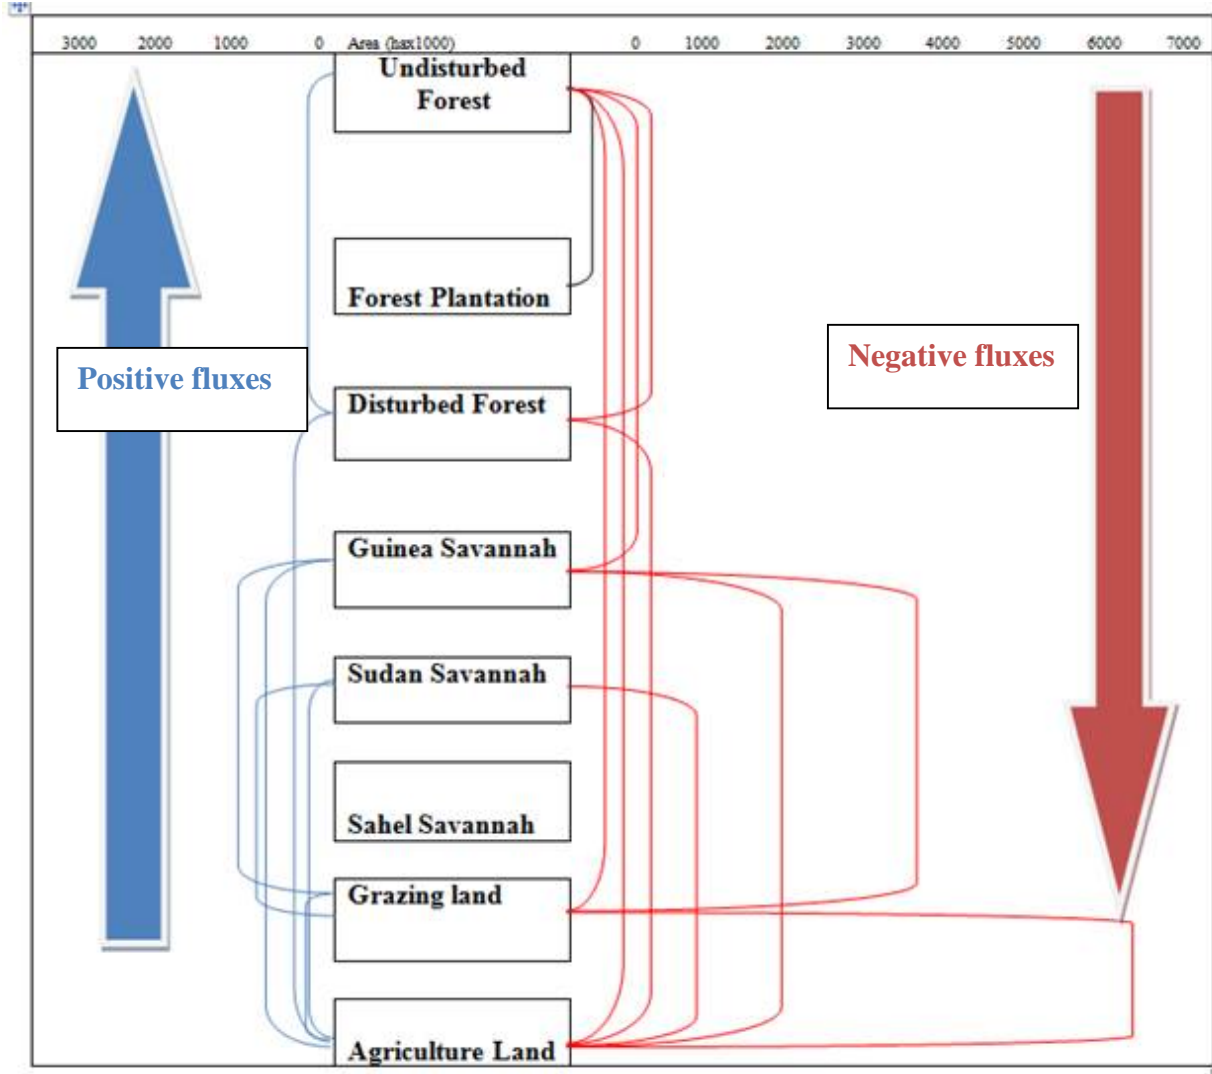 3000 2000 1000 0 Area (hax1000) 0 1000 2000 3000 4000 5000 6000 7000
Undisturbed
Forest
Forest Plantation
Positive fluxes
Negative fluxes
Disturbed Forest
Guinea Savannah
Sudan Savannah
Sahel Savannah
Grazing land
Agriculture Land